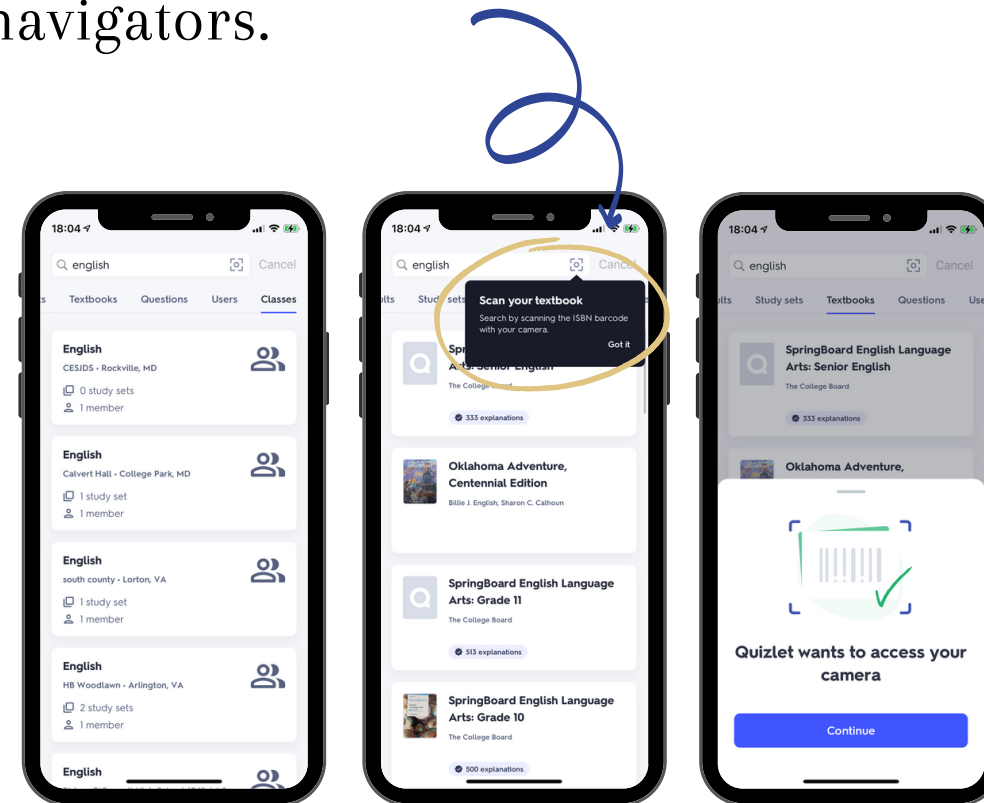 navigators.
18:04
english
Cancel
Textbooks Questions Users Classes
English
CESJDS • Rockville, MD
0 study sets
1 member
English
Calvert Hall • College Park, MD
1 study set
1 member
English
south county • Lorton, VA
1 study set
1 member
English
HB Woodlawn • Arlington, VA
2 study sets
1 member
English
18:04
english
Cancel
Scan your textbook
Search by scanning the ISBN barcode
with your camera.
Got it
Arts: Senior English
The College Board
333 explanations
Oklahoma Adventure,
Centennial Edition
Billie J. English, Sharon C. Calhoun
SpringBoard English Language
Arts: Grade 11
The College Board
513 explanations
SpringBoard English Language
Arts: Grade 10
The College Board
500 explanations
18:04
english
Cancel
Study sets Textbooks Questions
SpringBoard English Language
Arts: Senior English
The College Board
333 explanations
Oklahoma Adventure,
Quizlet wants to access your
camera
Continue